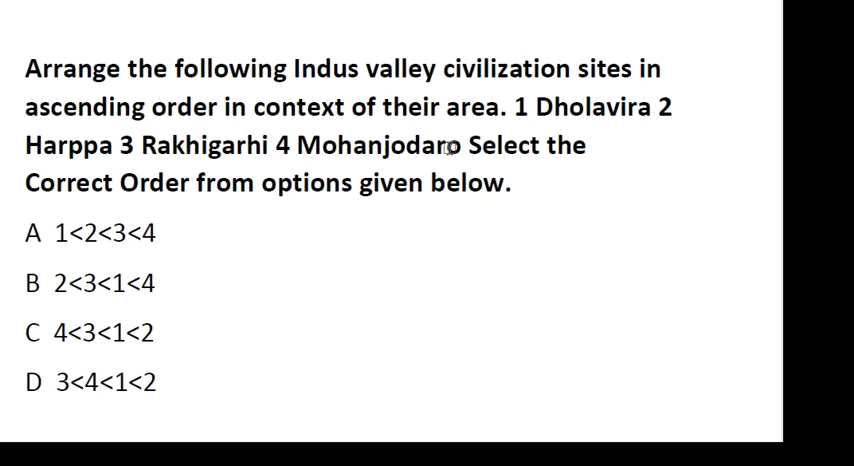 Arrange the following Indus valley civilization sites in
ascending order in context of their area. 1 Dholavira 2
Harppa 3 Rakhigarhi 4 Mohanjodaro Select the
Correct Order from options given below.
A 1<2<3<4
B 2<3<1<4
C 4<3<1<2
D 3<4<1<2